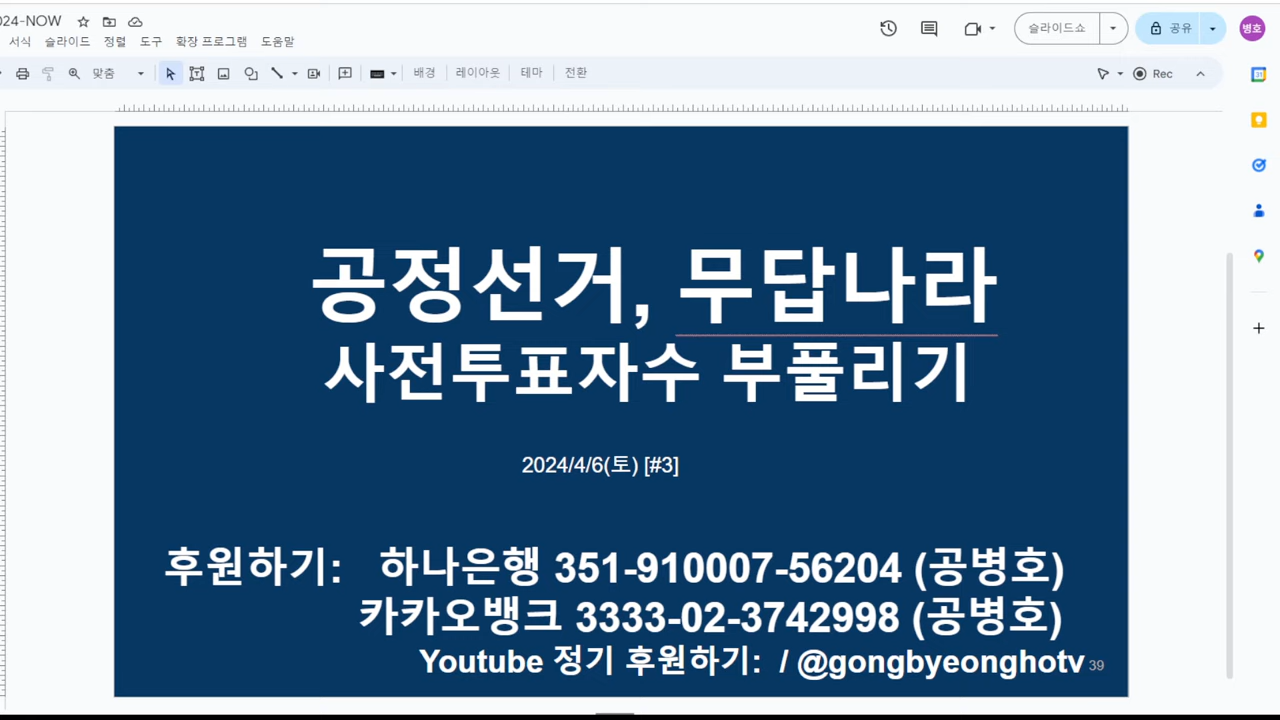 024-NOW
서식 슬라이드 정렬 도구 확장 프로그램 도움말
슬라이드쇼 공유 병호
맞춤 배경 레이아웃 테마 전환 Rec
31
공정선거, 무답나라
사전투표자수 부풀리기
2024/4/6(토) [#3]
후원하기: 하나은행 351-910007-56204 (공병호)
카카오뱅크 3333-02-3742998 (공병호)
Youtube 정기 후원하기: / @gongbyeonghotv 39